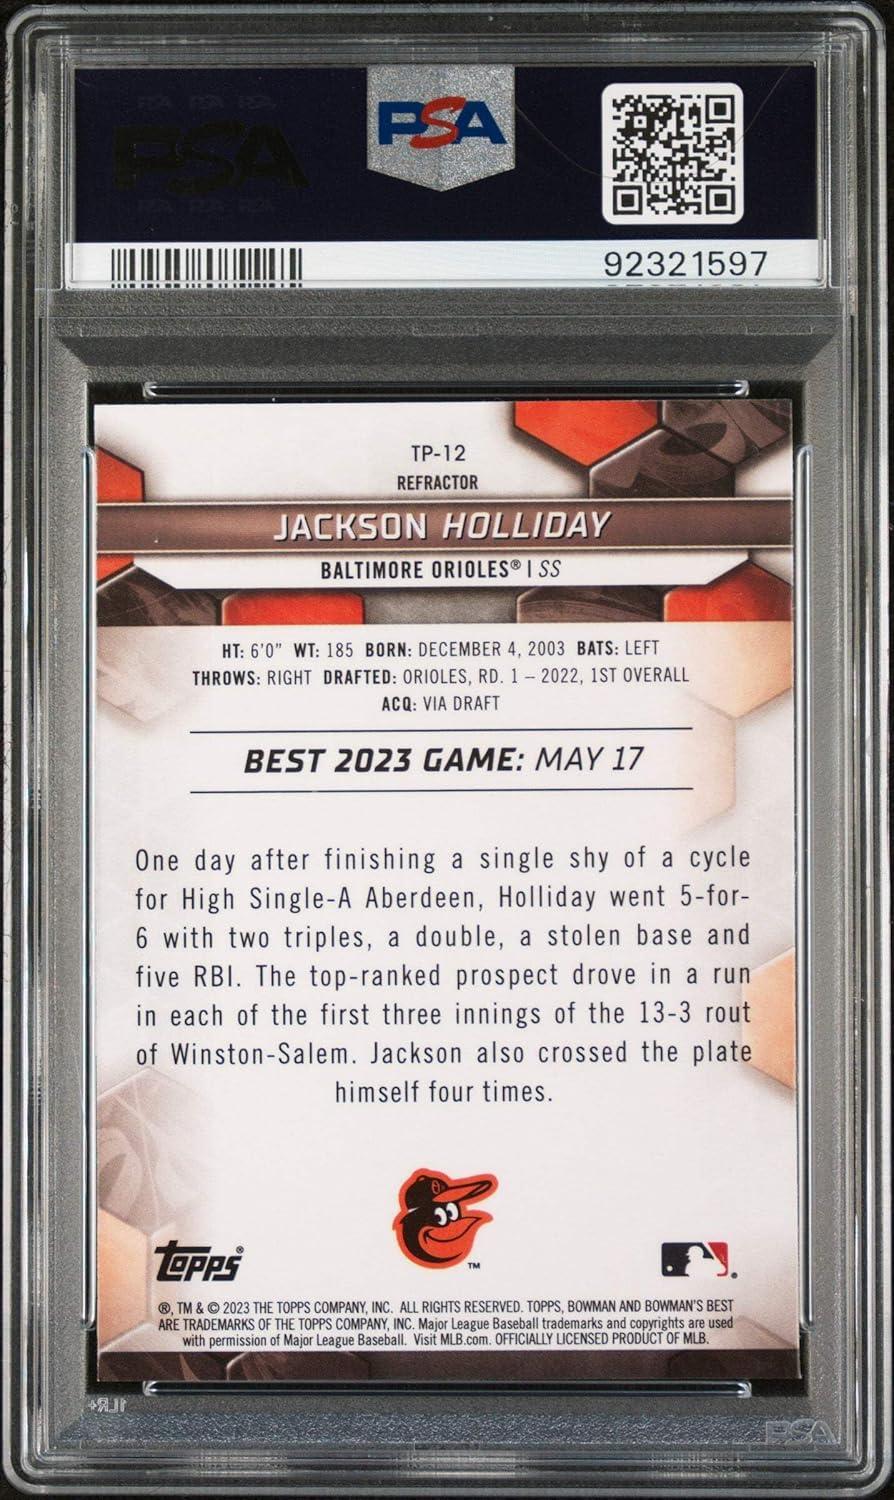 PSA PSA PSA
PSA
PSA
92321597
TP-12
REFRACTOR
JACKSON HOLLIDAY
BALTIMORE ORIOLES® | SS
HT: 6'0" WT: 185 BORN: DECEMBER 4, 2003 BATS: LEFT
THROWS: RIGHT DRAFTED: ORIOLES, RD. 1 – 2022, 1ST OVERALL
ACQ: VIA DRAFT
BEST 2023 GAME: MAY 17
One day after finishing a single shy of a cycle
for High Single-A Aberdeen, Holliday went 5-for-
6 with two triples, a double, a stolen base and
five RBI. The top-ranked prospect drove in a run
in each of the first three innings of the 13-3 rout
of Winston-Salem. Jackson also crossed the plate
himself four times.
TM
Topps®
®, TM & © 2023 THE TOPPS COMPANY, INC. ALL RIGHTS RESERVED. TOPPS, BOWMAN AND BOWMAN'S BEST
ARE TRADEMARKS OF THE TOPPS COMPANY, INC. Major League Baseball trademarks and copyrights are used
with permission of Major League Baseball. Visit MLB.com. OFFICIALLY LICENSED PRODUCT OF MLB.
1LR+
PSA